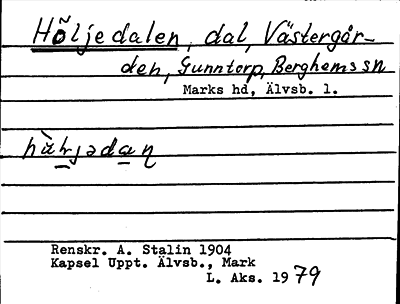 Höljedalen, dal, Västergår-
den, Gunntorp, Berghems sn
Marks hd, Älvsb. l.
Renskr. A. Stalin 1904
Kapsel Uppt. Älvsb., Mark
L. Aks. 1979